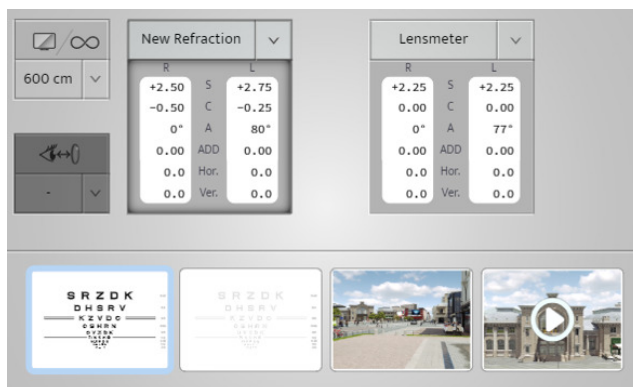 ∞
600 cm
-
New Refraction
R L
+2.50 S +2.75
-0.50 C -0.25
0° A 80°
0.00 ADD 0.00
0.0 Hor. 0.0
0.0 Ver. 0.0
Lensmeter
R L
+2.25 S +2.25
0.00 C 0.00
0° A 77°
0.00 ADD 0.00
0.0 Hor. 0.0
0.0 Ver. 0.0
SRZDK
DHSRV
KZVDC
SRZDK
DHSRV
KZVDC